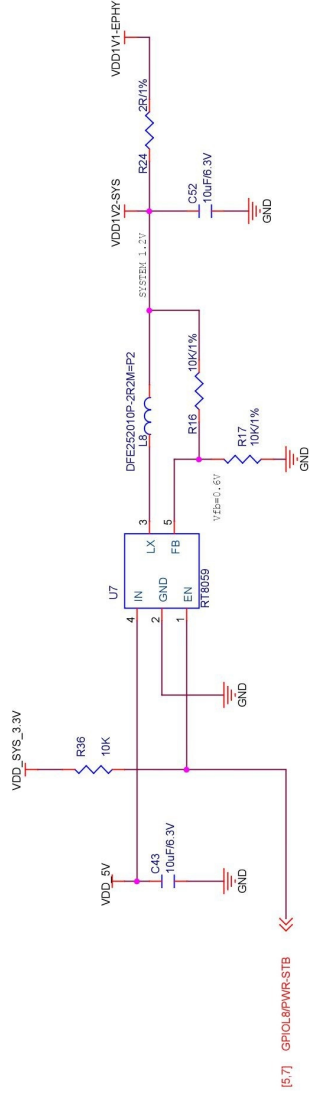 [5,7] GPIOL8/PWR-STB
VDD_5V
C43
10uF/6.3V
GND
VDD_SYS_3.3V
R36
10K
GND
U7
4 IN LX 3
2 GND
1 EN FB 5
RT8059
DFE252010P-2R2M=P2
L8
Vfb=0.6V
R16 10K/1%
R17
10K/1%
GND
SYSTEM 1.2V
VDD1V2-SYS
C52
10uF/6.3V
GND
R24 2R/1%
VDD1V1-EPHY